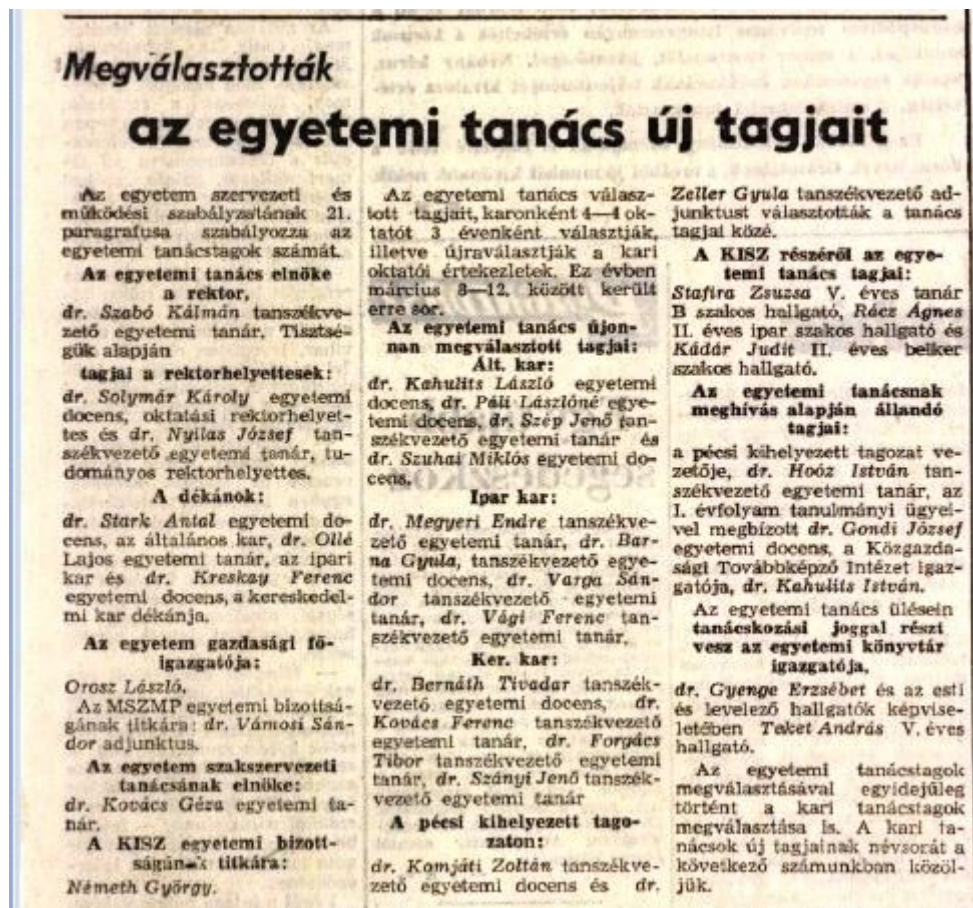 Megválasztották
az egyetemi tanács új tagjait
Az egyetem szervezeti és
működési szabályzatának 21.
paragrafusa szabályozza az
egyetemi tanácstagok számát.
Az egyetemi tanács elnöke
a rektor,
dr. Szabó Kálmán tanszékve-
zető egyetemi tanár. Tisztsé-
gük alapján
tagjai a rektorhelyettesek:
dr. Solymár Károly egyetemi
docens, oktatási rektorhelyet-
tes és dr. Nyilas József tan-
székvezető egyetemi tanár, tu-
dományos rektorhelyettes.
A dékánok:
dr. Stark Antal egyetemi do-
cens, az általános kar, dr. Ollé
Lajos egyetemi tanár, az ipari
kar és dr. Kreskay Ferenc
egyetemi docens, a kereskedel-
mi kar dékánja.
Az egyetem gazdasági fő-
igazgatója:
Orosz László.
Az MSZMP egyetemi bizottsá-
gának titkára: dr. Vámosi Sán-
dor adjunktus.
Az egyetem szakszervezeti
tanácsának elnöke:
dr. Kovács Géza egyetemi ta-
nár.
A KISZ egyetemi bizott-
ságának titkára:
Németh György.
Az egyetemi tanács válasz-
tott tagjait, karonként 4—4 ok-
tatót 3 évenként választják,
illetve újraválasztják a kari
oktatói értekezletek. Ez évben
március 8—12. között került
erre sor.
Az egyetemi tanács újon-
nan megválasztott tagjai:
Ált. kar:
dr. Kahulits László egyetemi
docens, dr. Páli Lászlóné egye-
temi docens, dr. Szép Jenő tan-
székvezető egyetemi tanár és
dr. Szuhai Miklós egyetemi do-
cens.
Ipar kar:
dr. Megyeri Endre tanszékve-
zető egyetemi tanár, dr. Bar-
na Gyula, tanszékvezető egye-
temi docens, dr. Varga Sán-
dor tanszékvezető egyetemi
tanár, dr. Vági Ferenc tan-
székvezető egyetemi tanár.
Ker. kar:
dr. Bernáth Tivadar tanszék-
vezető egyetemi docens, dr.
Kovács Ferenc tanszékvezető
egyetemi tanár, dr. Forgács
Tibor tanszékvezető egyetemi
tanár, dr. Szányi Jenő tanszék-
vezető egyetemi tanár
A pécsi kihelyezett tago-
zaton:
dr. Komjáti Zoltán tanszékve-
zető egyetemi docens és dr.
Zeller Gyula tanszékvezető ad-
junktust választották a tanács
tagjai közé.
A KISZ részéről az egye-
temi tanács tagjai:
Stafira Zsuzsa V. éves tanár
B szakos hallgató, Rácz Ágnes
II. éves ipar szakos hallgató és
Kádár Judit II. éves belker
szakos hallgató.
Az egyetemi tanácsnak
meghívás alapján állandó
tagjai:
a pécsi kihelyezett tagozat ve-
zetője, dr. Hoóz István tan-
székvezető egyetemi tanár, az
I. évfolyam tanulmányi ügyei-
vel megbízott dr. Gondi József
egyetemi docens, a Közgazda-
sági Továbbképző Intézet igaz-
gatója, dr. Kahulits István.
Az egyetemi tanács ülésein
tanácskozási joggal részt
vesz az egyetemi könyvtár
igazgatója,
dr. Gyenge Erzsébet és az esti
és levelező hallgatók képvise-
letében Teket András V. éves
hallgató.
Az egyetemi tanácstagok
megválasztásával egyidejűleg
történt a kari tanácstagok
megválasztása is. A kari ta-
nácsok új tagjainak névsorát a
következő számunkban közöl-
jük.